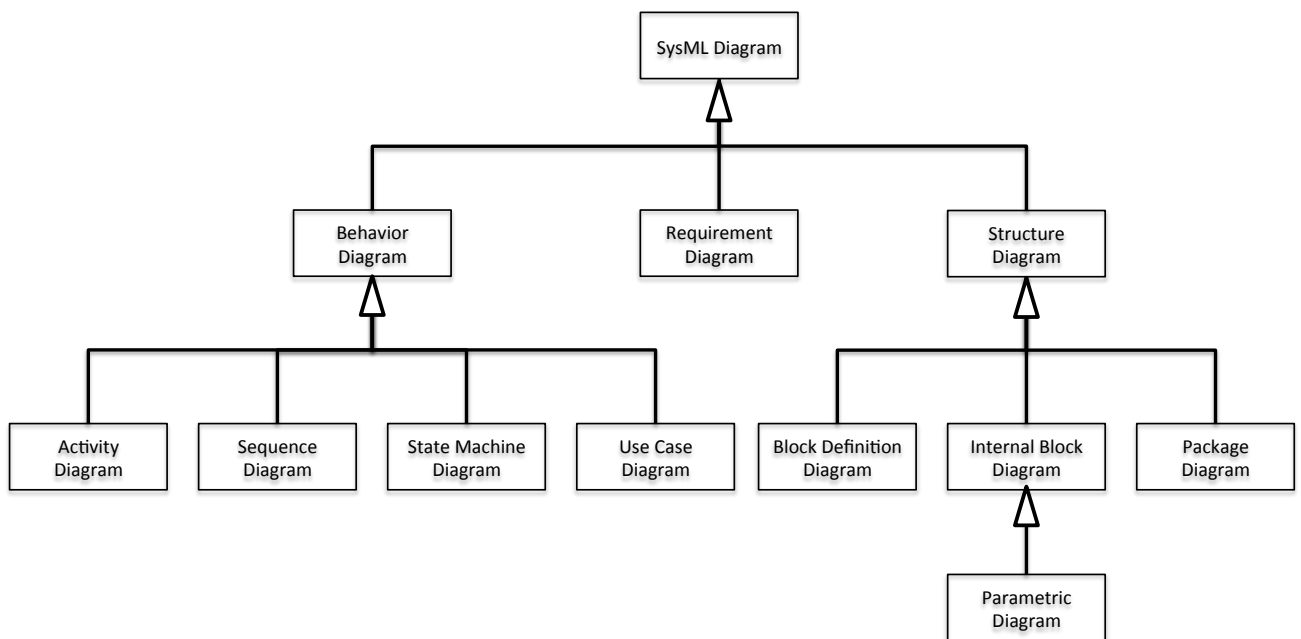 SysML Diagram
Behavior
Diagram
Requirement
Diagram
Structure
Diagram
Activity
Diagram
Sequence
Diagram
State Machine
Diagram
Use Case
Diagram
Block Definition
Diagram
Internal Block
Diagram
Package
Diagram
Parametric
Diagram